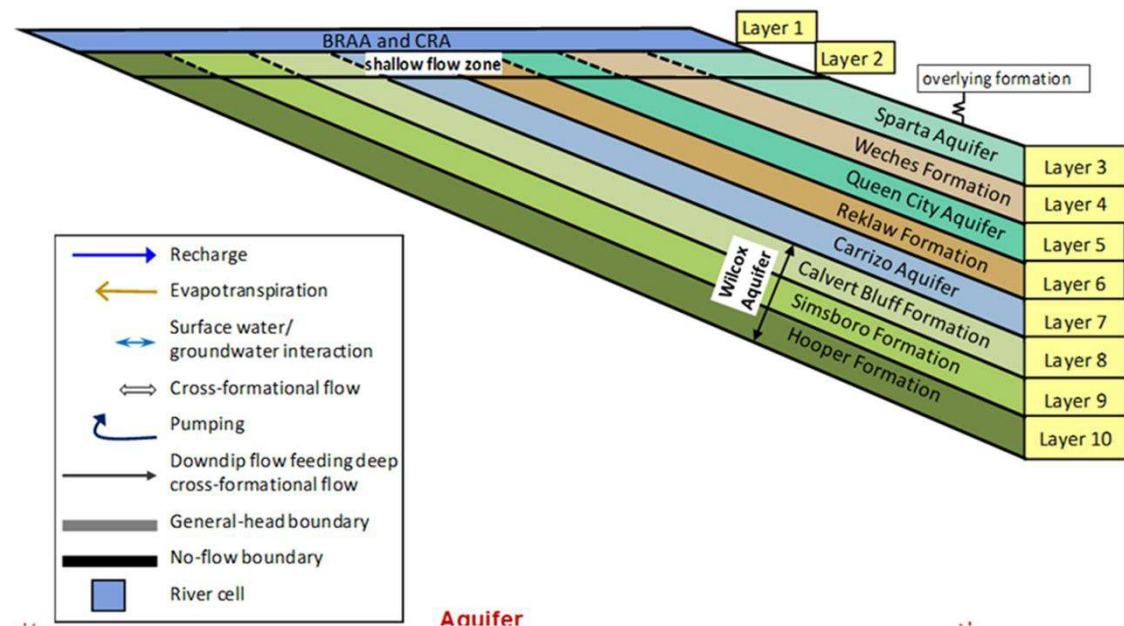 Layer 1
BRAA and CRA
Layer 2
shallow flow zone
overlying formation
Sparta Aquifer
Layer 3
Weches Formation
Layer 4
Queen City Aquifer
Layer 5
Reklaw Formation
Layer 6
Carrizo Aquifer
Layer 7
Wilcox
Aquifer
Calvert Bluff Formation
Layer 8
Simsboro Formation
Layer 9
Hooper Formation
Layer 10
Recharge
Evapotranspiration
Surface water/
groundwater interaction
Cross-formational flow
Pumping
Downdip flow feeding deep
cross-formational flow
General-head boundary
No-flow boundary
River cell
Aquifer